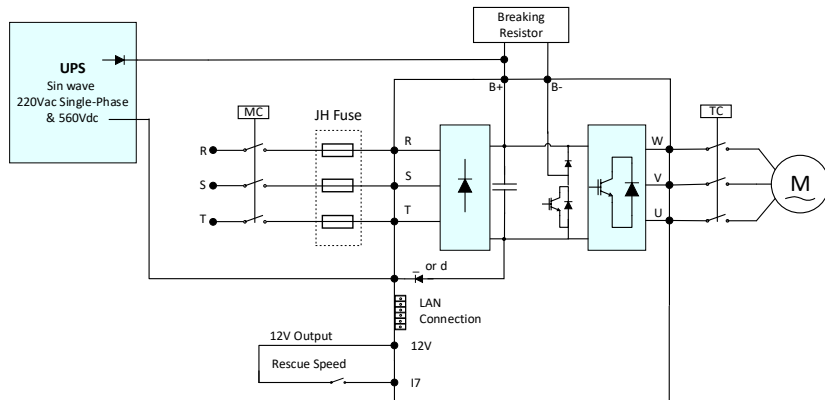 Breaking
Resistor
UPS
Sin wave
220Vac Single-Phase
& 560Vdc
B+
B-
MC
JH Fuse
TC
R
R
W
S
S
V
M
T
T
U
_ or d
LAN
Connection
12V Output
12V
Rescue Speed
I7